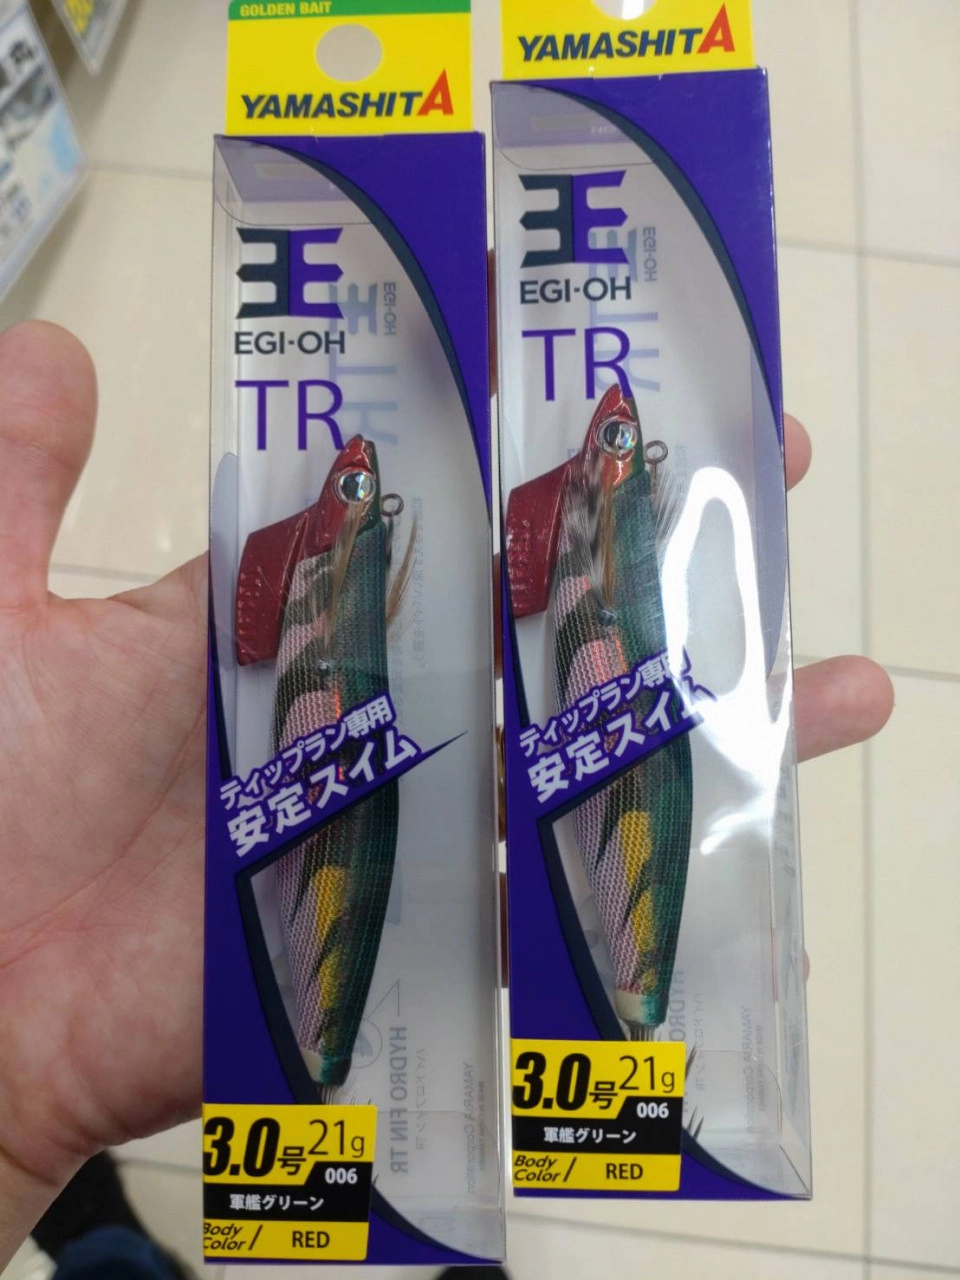 GOLDEN BAIT
YAMASHITA
EGI-OH
TR
ティップラン専用
安定スイム
HYDRO FIN TR
3.0号 21g
006
軍艦グリーン
Body Color / RED
YAMASHITA
EGI-OH
TR
ティップラン専用
安定スイム
3.0号 21g
006
軍艦グリーン
Body Color / RED